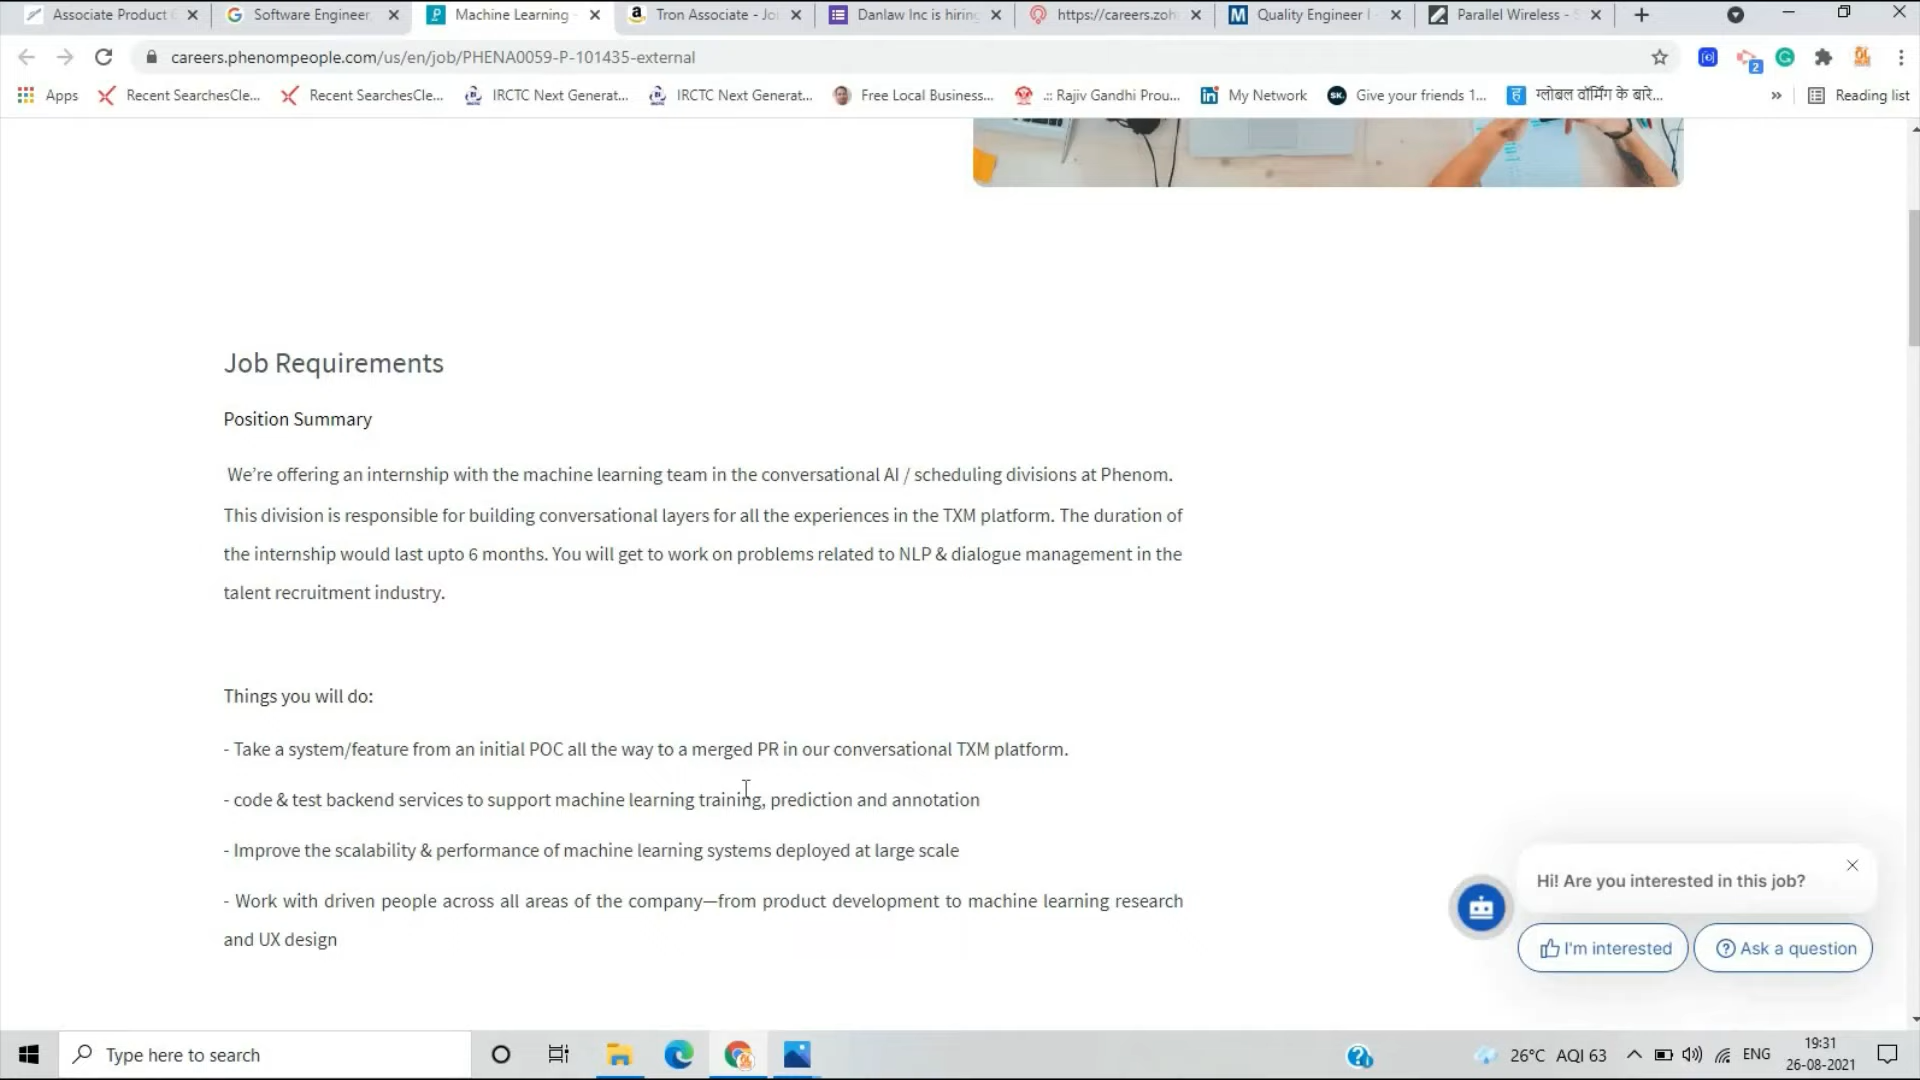 Associate Product
Software Engineer
Machine Learning -
Tron Associate - Jo
Danlaw Inc is hiring
https://careers.zoh
Quality Engineer I -
Parallel Wireless - S
careers.phenompeople.com/us/en/job/PHENA0059-P-101435-external
2
Apps
Recent SearchesCle...
Recent SearchesCle...
IRCTC Next Generat...
IRCTC Next Generat...
Free Local Business...
.:: Rajiv Gandhi Prou...
My Network
Give your friends 1...
ग्लोबल वॉर्मिंग के बारे...
Reading list
Job Requirements
Position Summary
We’re offering an internship with the machine learning team in the conversational AI / scheduling divisions at Phenom.
This division is responsible for building conversational layers for all the experiences in the TXM platform. The duration of
the internship would last upto 6 months. You will get to work on problems related to NLP & dialogue management in the
talent recruitment industry.
Things you will do:
- Take a system/feature from an initial POC all the way to a merged PR in our conversational TXM platform.
- code & test backend services to support machine learning training, prediction and annotation
- Improve the scalability & performance of machine learning systems deployed at large scale
- Work with driven people across all areas of the company—from product development to machine learning research
and UX design
Hi! Are you interested in this job?
I'm interested
Ask a question
Type here to search
26°C AQI 63
ENG
19:31
26-08-2021